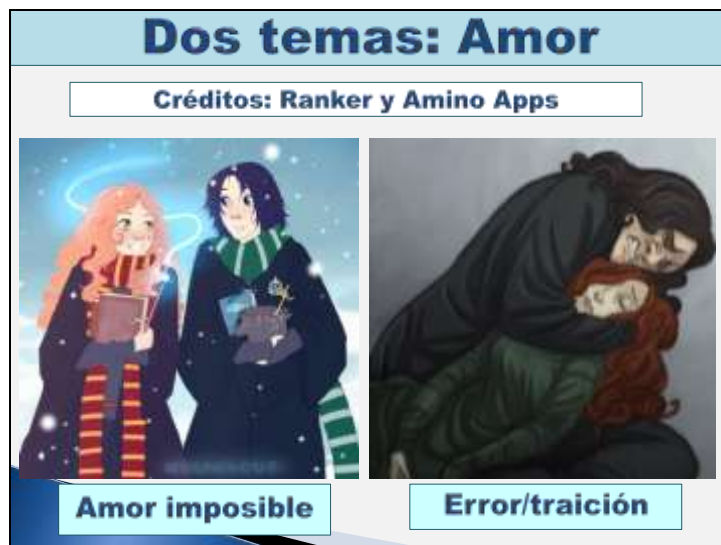 Dos temas: Amor
Créditos: Ranker y Amino Apps
Amor imposible
Error/traición